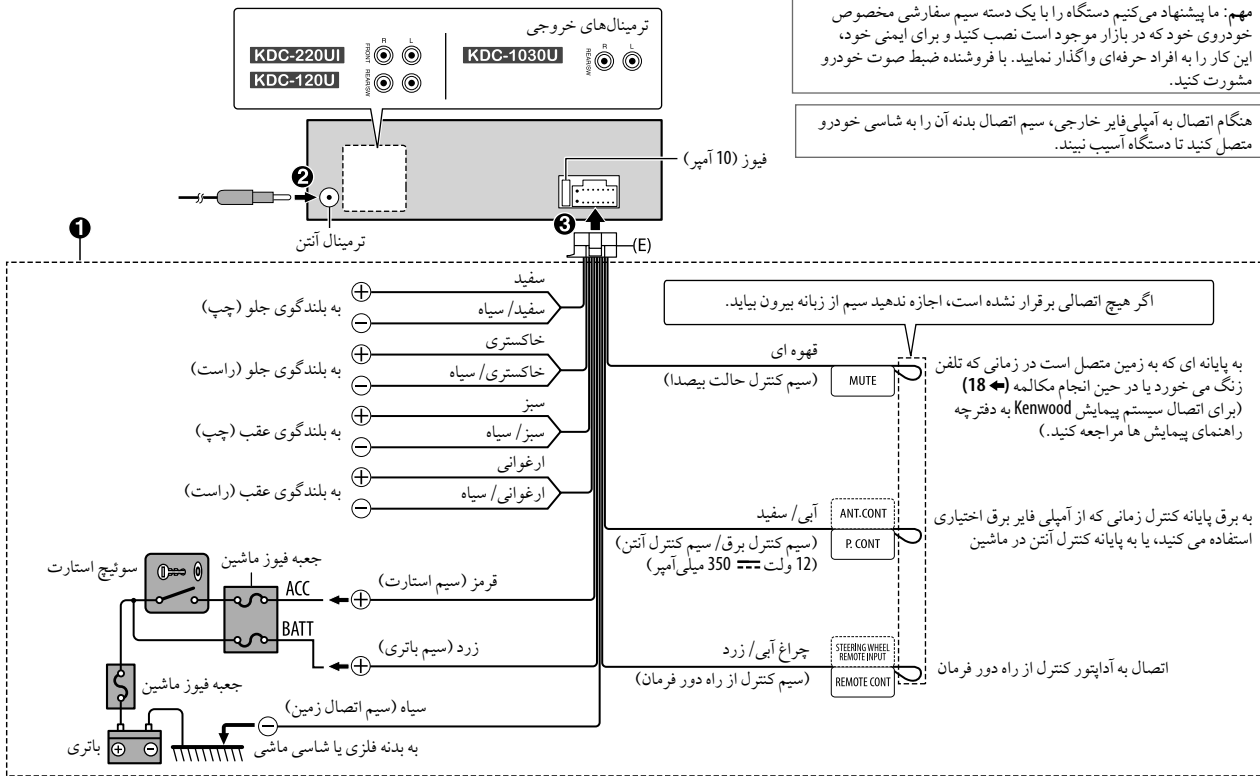 مهم: ما پیشنهاد می‌کنیم دستگاه را با یک دسته سیم سفارشی مخصوص
خودروی خود که در بازار موجود است نصب کنید و برای ایمنی خود،
این کار را به افراد حرفه‌ای واگذار نمایید. با فروشنده ضبط صوت خودرو
مشورت کنید.
هنگام اتصال به آمپلی‌فایر خارجی، سیم اتصال بدنه آن را به شاسی خودرو
متصل کنید تا دستگاه آسیب نبیند.
ترمینال‌های خروجی
KDC-220UI
KDC-120U
FRONT
REAR/SW
R L
KDC-1030U
REAR/SW
R L
فیوز (10 آمپر)
❷
ترمینال آنتن
❸
(E)
❶
سفید
سفید/ سیاه
به بلندگوی جلو (چپ)
خاکستری
خاکستری/ سیاه
به بلندگوی جلو (راست)
سبز
سبز/ سیاه
به بلندگوی عقب (چپ)
ارغوانی
ارغوانی/ سیاه
به بلندگوی عقب (راست)
اگر هیچ اتصالی برقرار نشده است، اجازه ندهید سیم از زبانه بیرون بیاید.
قهوه ای
(سیم کنترل حالت بیصدا)
MUTE
به پایانه ای که به زمین متصل است در زمانی که تلفن
زنگ می خورد یا در حین انجام مکالمه (➜ 18)
(برای اتصال سیستم پیمایش Kenwood به دفترچه
راهنمای پیمایش ها مراجعه کنید.)
آبی/ سفید
(سیم کنترل برق/ سیم کنترل آنتن)
(12 ولت ⎓ 350 میلی‌آمپر)
ANT.CONT
P. CONT
به برق پایانه کنترل زمانی که از آمپلی فایر برق اختیاری
استفاده می کنید، یا به پایانه کنترل آنتن در ماشین
چراغ آبی/ زرد
(سیم کنترل از راه دور فرمان)
STEERING WHEEL
REMOTE INPUT
REMOTE CONT
اتصال به آداپتور کنترل از راه دور فرمان
سوئیچ استارت
جعبه فیوز ماشین
ACC
قرمز (سیم استارت)
BATT
زرد (سیم باتری)
جعبه فیوز ماشین
سیاه (سیم اتصال زمین)
به بدنه فلزی یا شاسی ماشی
باتری